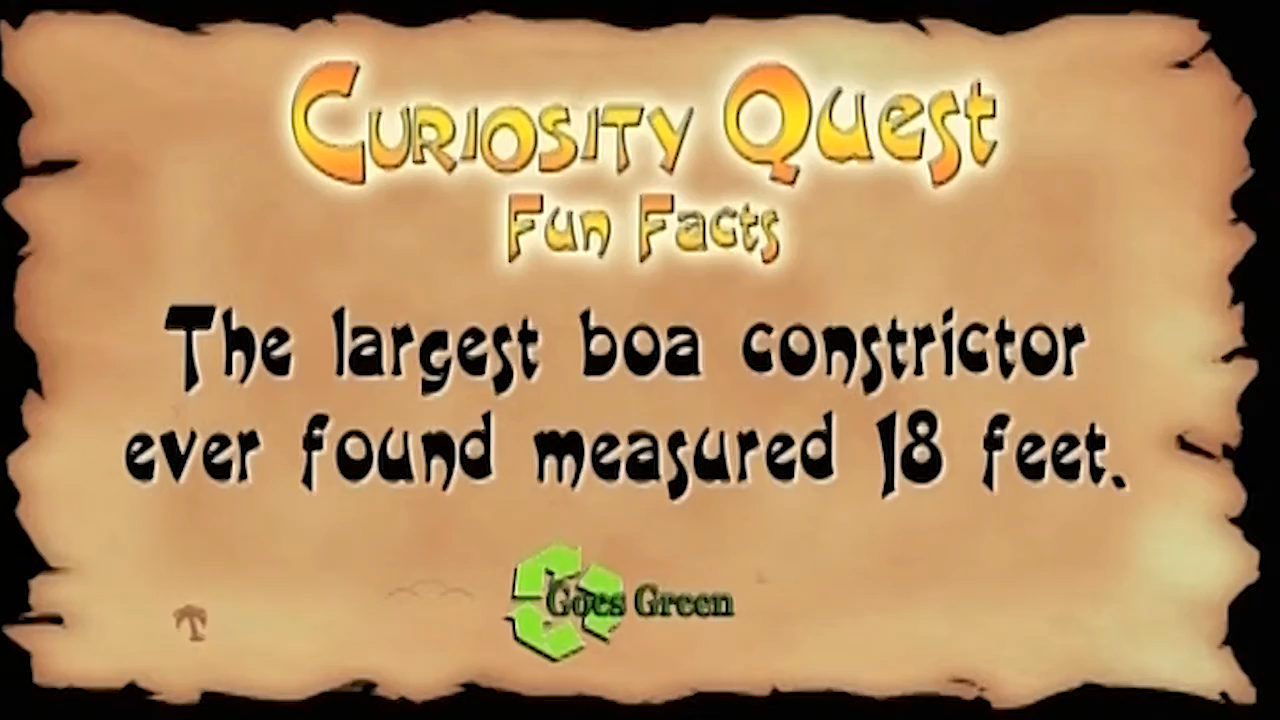 Curiosity Quest
Fun Facts
The largest boa constrictor
ever found measured 18 feet.
Goes Green